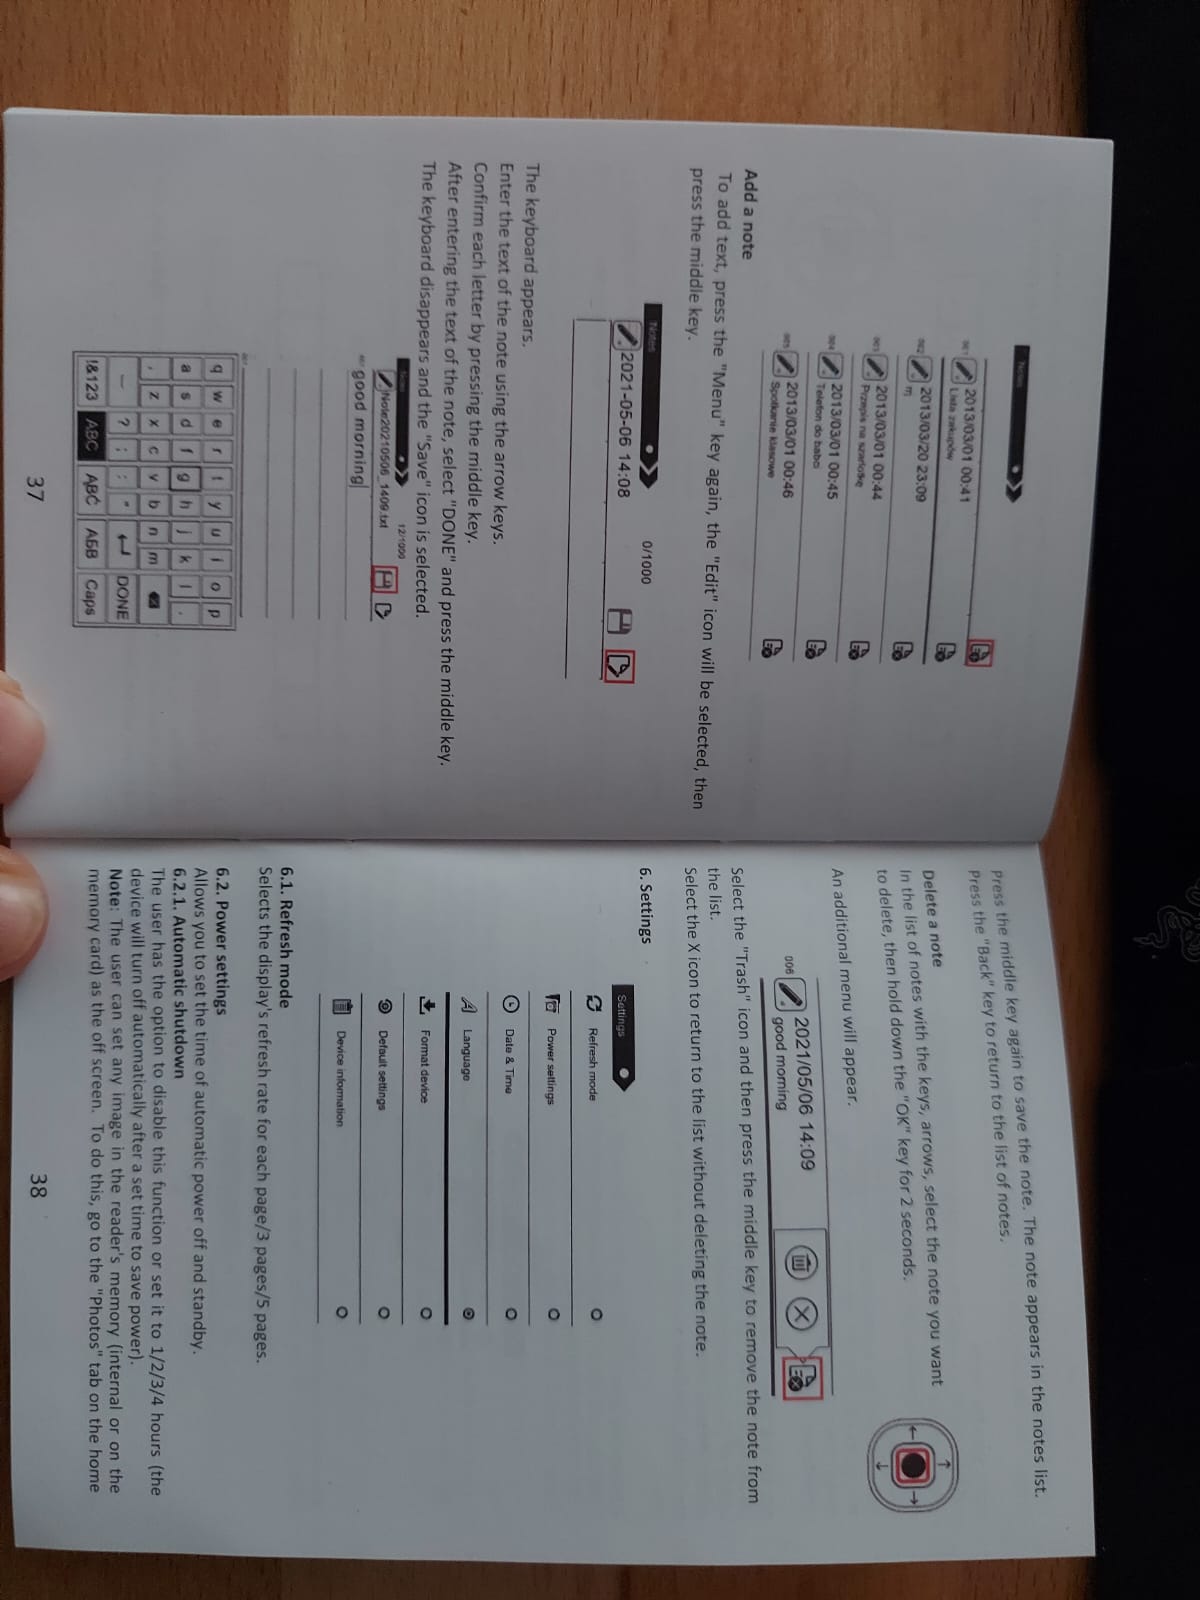 Notes
001
2013/03/01 00:41
Lista zakupów
002
2013/03/20 23:09
m
003
2013/03/01 00:44
Przepis na szarlotkę
004
2013/03/01 00:45
Telefon do babci
005
2013/03/01 00:46
Spotkanie klasowe
Add a note
To add text, press the "Menu" key again, the "Edit" icon will be selected, then
press the middle key.
Notes
0/1000
2021-05-06 14:08
The keyboard appears.
Enter the text of the note using the arrow keys.
Confirm each letter by pressing the middle key.
After entering the text of the note, select "DONE" and press the middle key.
The keyboard disappears and the "Save" icon is selected.
12/1000
Note20210506_1409.txt
good morning
q w e r t y u i o p
a s d f g h j k l .
, z x c v b n m
_ ? ; : " DONE
!&123 ABC ĄBĆ АБВ Caps
37
Press the middle key again to save the note. The note appears in the notes list.
Press the "Back" key to return to the list of notes.
Delete a note
In the list of notes with the keys, arrows, select the note you want
to delete, then hold down the "OK" key for 2 seconds.
An additional menu will appear.
006
2021/05/06 14:09
good morning
Select the "Trash" icon and then press the middle key to remove the note from
the list.
Select the X icon to return to the list without deleting the note.
6. Settings
Settings
Refresh mode
Power settings
Date & Time
Language
Format device
Default settings
Device information
6.1. Refresh mode
Selects the display's refresh rate for each page/3 pages/5 pages.
6.2. Power settings
Allows you to set the time of automatic power off and standby.
6.2.1. Automatic shutdown
The user has the option to disable this function or set it to 1/2/3/4 hours (the
device will turn off automatically after a set time to save power).
Note: The user can set any image in the reader's memory (internal or on the
memory card) as the off screen. To do this, go to the "Photos" tab on the home
38